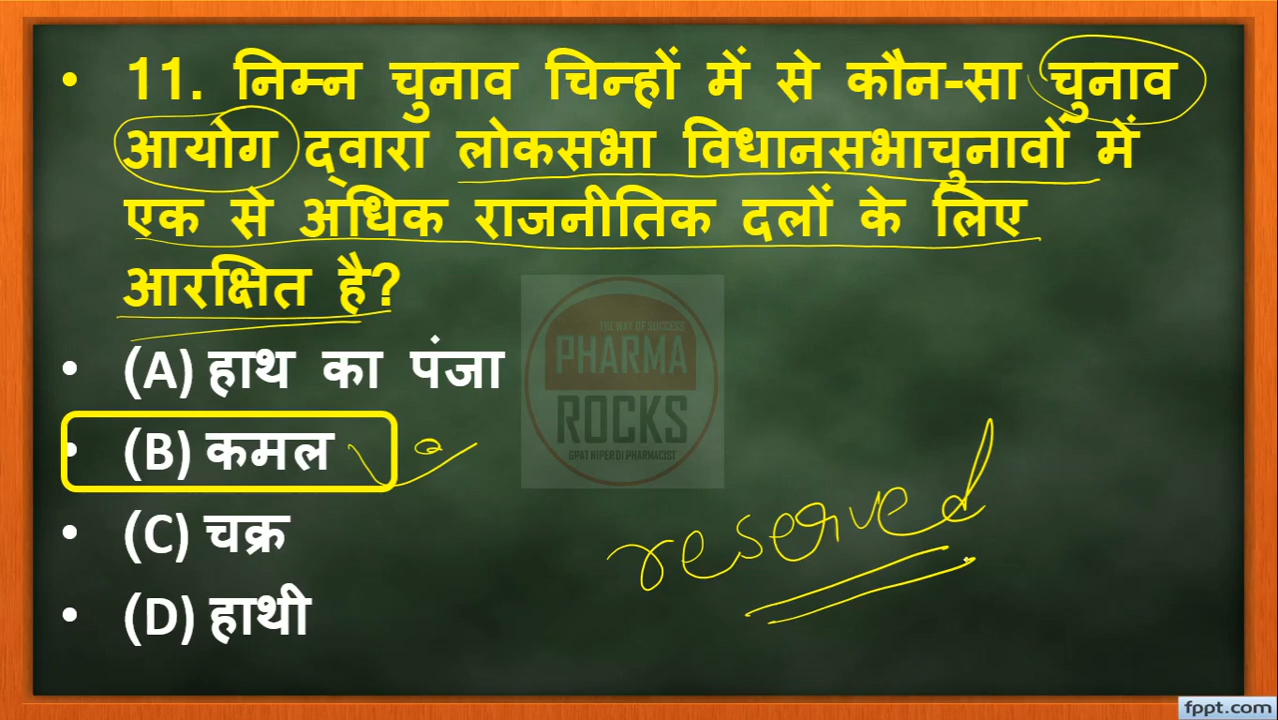 11. निम्न चुनाव चिन्हों में से कौन-सा चुनाव
आयोग द्वारा लोकसभा विधानसभाचुनावों में
एक से अधिक राजनीतिक दलों के लिए
आरक्षित है?
(A) हाथ का पंजा
(B) कमल
(C) चक्र
(D) हाथी
THE WAY OF SUCCESS
PHARMA
ROCKS
GPAT NIPER DI PHARMACIST
reserved
fppt.com